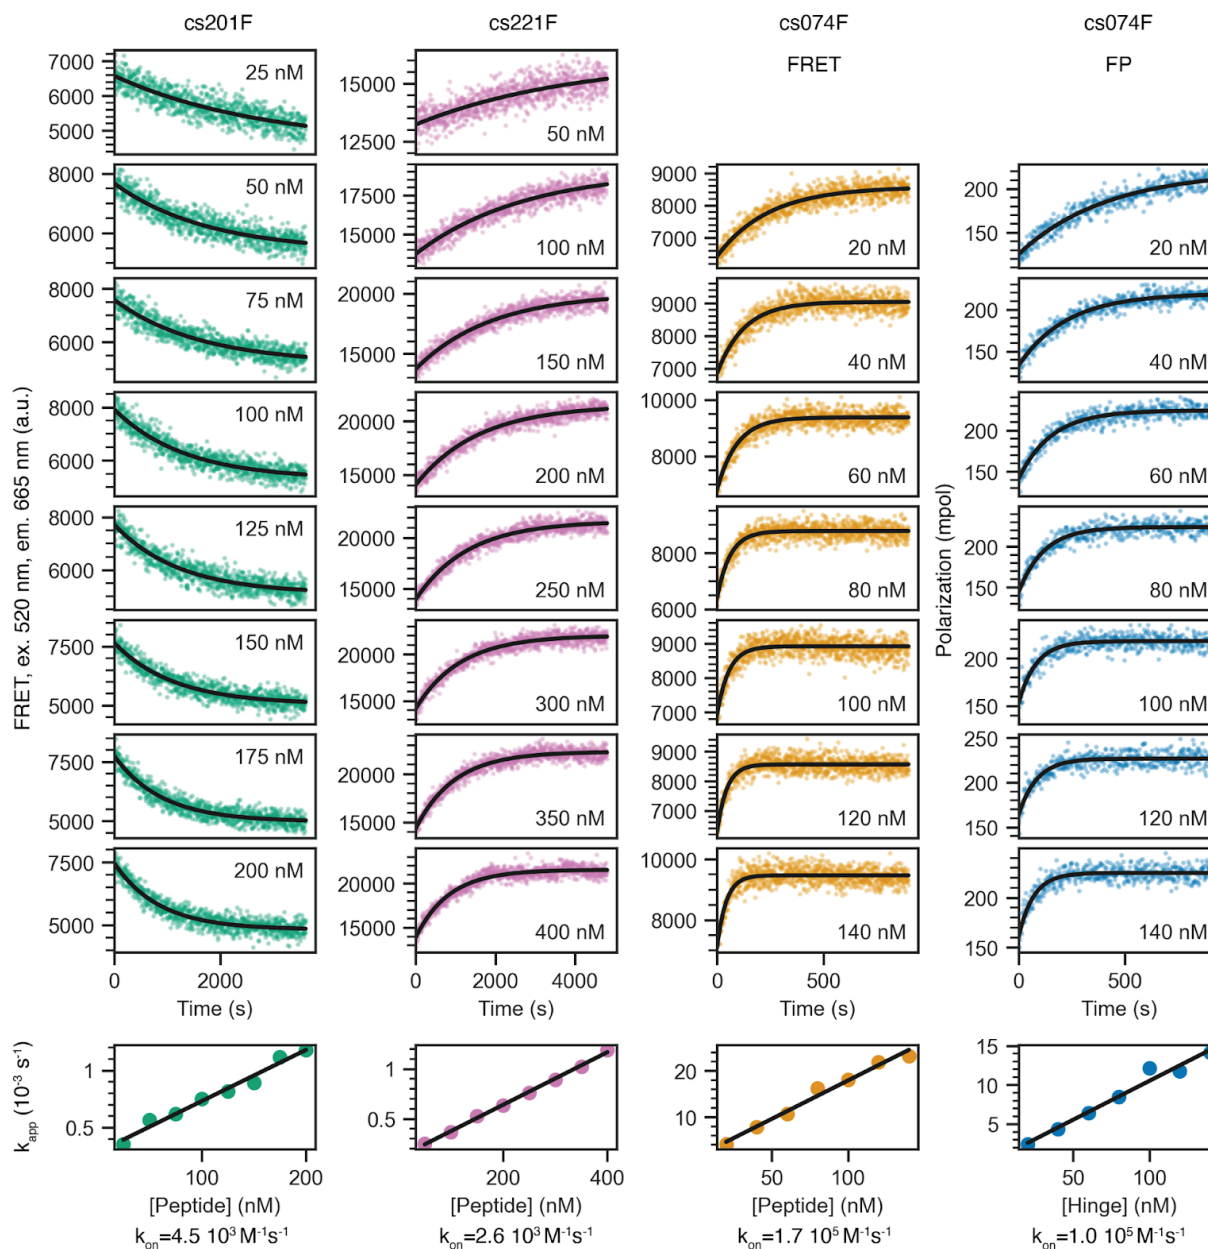 cs201F
cs221F
cs074F
cs074F
FRET
FP
FRET, ex. 520 nm, em. 665 nm (a.u.)
7000
6000
5000
25 nM
8000
6000
50 nM
8000
6000
75 nM
8000
6000
100 nM
8000
6000
125 nM
7500
5000
150 nM
7500
5000
175 nM
7500
5000
200 nM
0
2000
Time (s)
15000
12500
50 nM
17500
15000
100 nM
20000
15000
150 nM
20000
15000
200 nM
20000
15000
250 nM
20000
15000
300 nM
20000
15000
350 nM
20000
15000
400 nM
0
2000
4000
Time (s)
8000
7000
20 nM
9000
8000
7000
40 nM
10000
8000
60 nM
8000
6000
80 nM
9000
8000
7000
100 nM
9000
8000
7000
120 nM
10000
8000
140 nM
0
500
Time (s)
Polarization (mpol)
200
150
20 nM
200
150
40 nM
200
150
60 nM
200
150
80 nM
200
150
100 nM
250
200
150
120 nM
200
150
140 nM
0
500
Time (s)
k_app (10⁻³ s⁻¹)
1
0.5
100
200
[Peptide] (nM)
k_on=4.5 10³ M⁻¹s⁻¹
1
0.5
200
400
[Peptide] (nM)
k_on=2.6 10³ M⁻¹s⁻¹
20
10
50
100
[Peptide] (nM)
k_on=1.7 10⁵ M⁻¹s⁻¹
15
10
5
50
100
[Hinge] (nM)
k_on=1.0 10⁵ M⁻¹s⁻¹